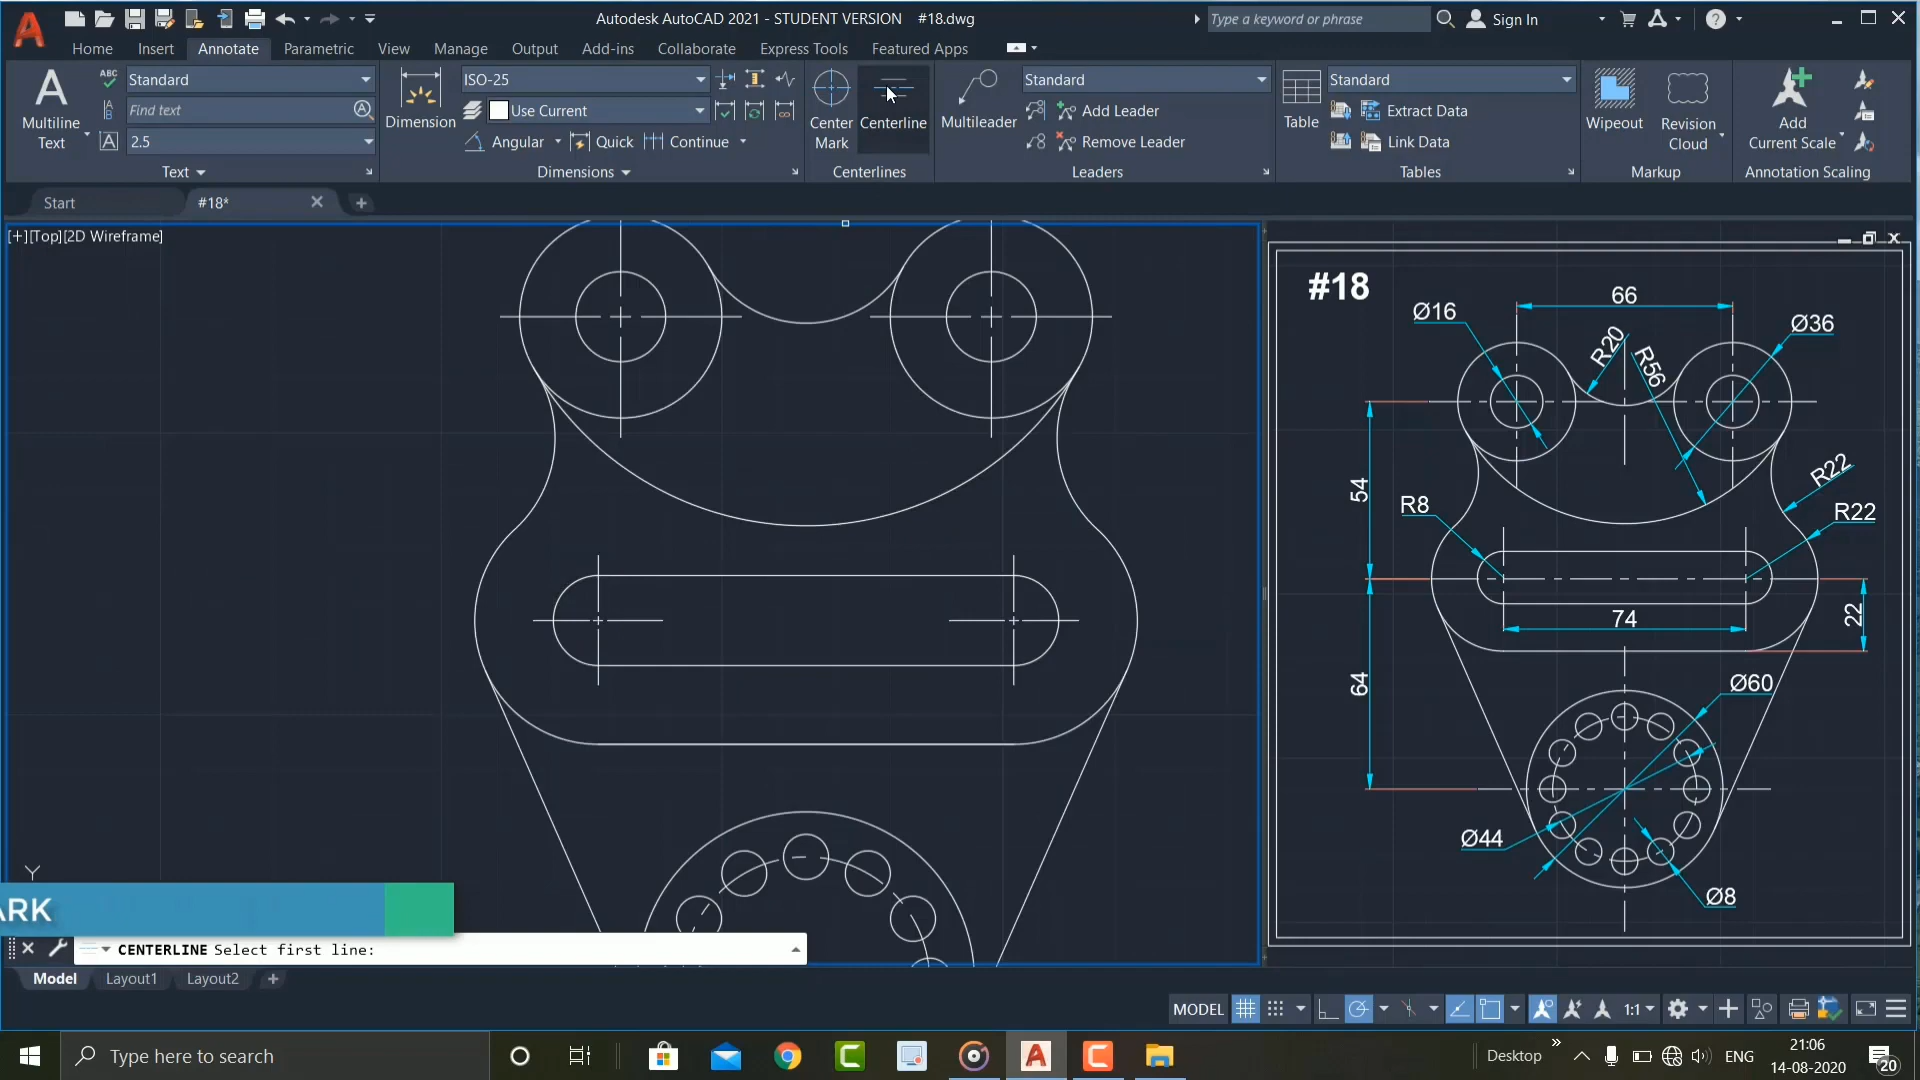 Autodesk AutoCAD 2021 - STUDENT VERSION #18.dwg
Type a keyword or phrase
Sign In
Home Insert Annotate Parametric View Manage Output Add-ins Collaborate Express Tools Featured Apps
Multiline Text
ABC
Standard
Find text
2.5
Text
Dimension
ISO-25
Use Current
Angular
Quick
Continue
Dimensions
Center Mark
Centerline
Centerlines
Multileader
Standard
Add Leader
Remove Leader
Leaders
Table
Standard
Extract Data
Link Data
Tables
Wipeout
Revision Cloud
Markup
Add Current Scale
Annotation Scaling
Start
#18*
[+][Top][2D Wireframe]
#18
66
Ø16
Ø36
R20
R56
54
R8
R22
R22
74
22
64
Ø60
Ø44
Ø8
Y
ARK
CENTERLINE Select first line:
Model
Layout1
Layout2
MODEL
1:1
Type here to search
Desktop
ENG
21:06
14-08-2020
20